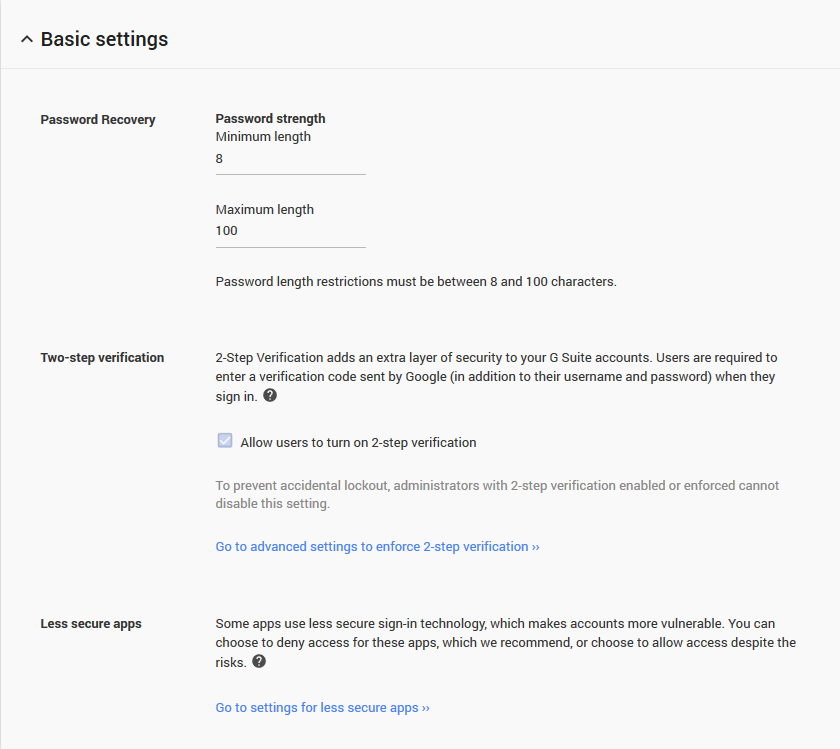 Basic settings
Password Recovery
Password strength
Minimum length
8
Maximum length
100
Password length restrictions must be between 8 and 100 characters.
Two-step verification
2-Step Verification adds an extra layer of security to your G Suite accounts. Users are required to
enter a verification code sent by Google (in addition to their username and password) when they
sign in. ?
Allow users to turn on 2-step verification
To prevent accidental lockout, administrators with 2-step verification enabled or enforced cannot
disable this setting.
Go to advanced settings to enforce 2-step verification ››
Less secure apps
Some apps use less secure sign-in technology, which makes accounts more vulnerable. You can
choose to deny access for these apps, which we recommend, or choose to allow access despite the
risks. ?
Go to settings for less secure apps ››